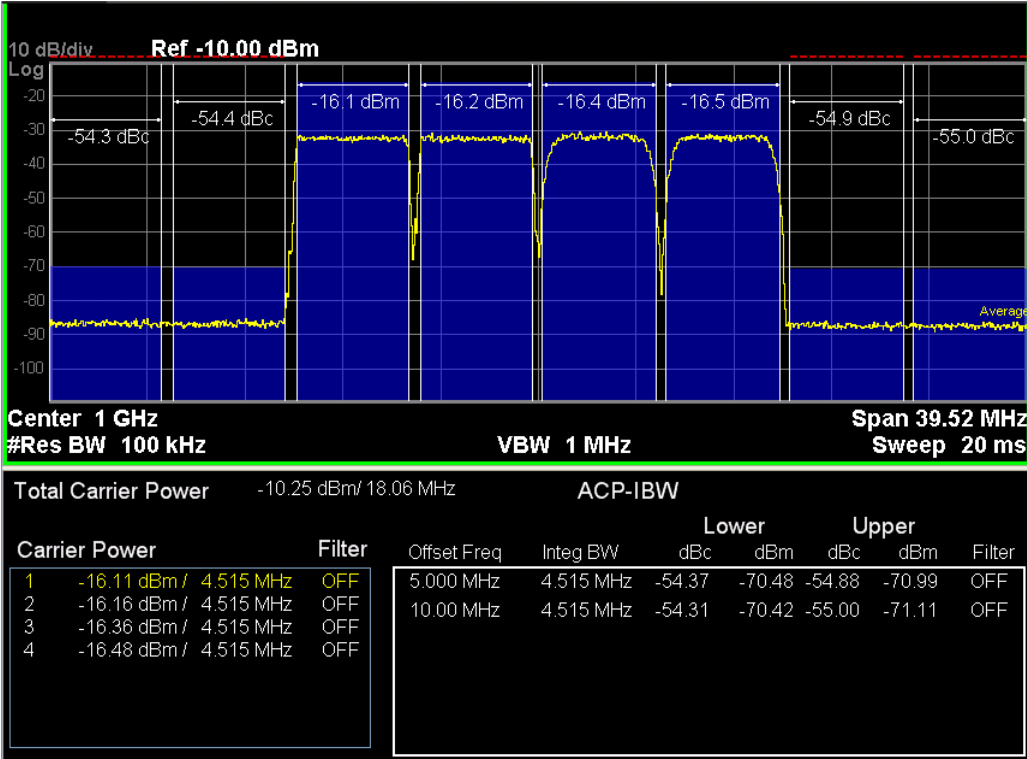 10 dB/div Ref -10.00 dBm
Log
-20
-30
-40
-50
-60
-70
-80
-90
-100
-54.3 dBc
-54.4 dBc
-16.1 dBm
-16.2 dBm
-16.4 dBm
-16.5 dBm
-54.9 dBc
-55.0 dBc
Average
Center 1 GHz Span 39.52 MHz
#Res BW 100 kHz VBW 1 MHz Sweep 20 ms
Total Carrier Power -10.25 dBm/ 18.06 MHz ACP-IBW
Lower Upper
Carrier Power Filter Offset Freq Integ BW dBc dBm dBc dBm Filter
1 -16.11 dBm / 4.515 MHz OFF 5.000 MHz 4.515 MHz -54.37 -70.48 -54.88 -70.99 OFF
2 -16.16 dBm / 4.515 MHz OFF 10.00 MHz 4.515 MHz -54.31 -70.42 -55.00 -71.11 OFF
3 -16.36 dBm / 4.515 MHz OFF
4 -16.48 dBm / 4.515 MHz OFF